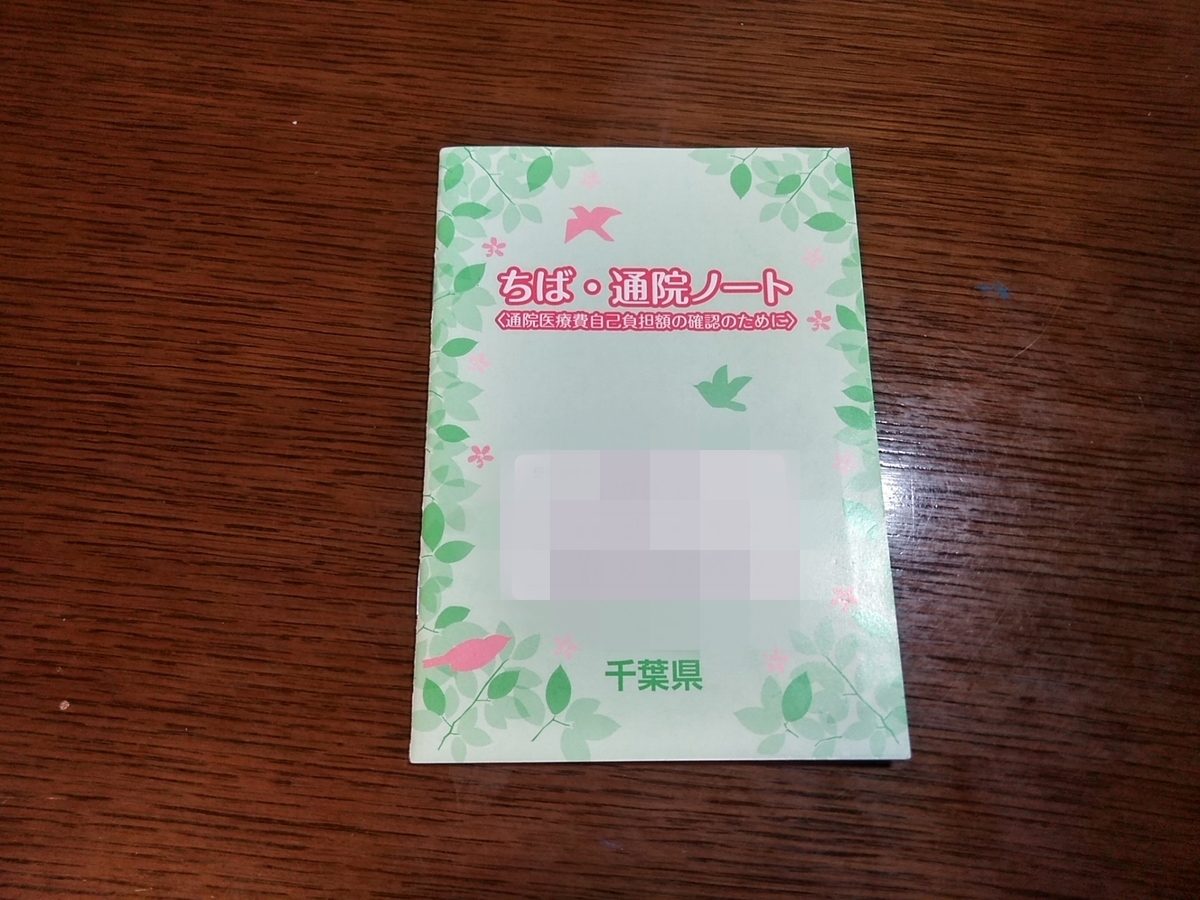 ちば・通院ノート
〈通院医療費自己負担額の確認のために〉
千葉県